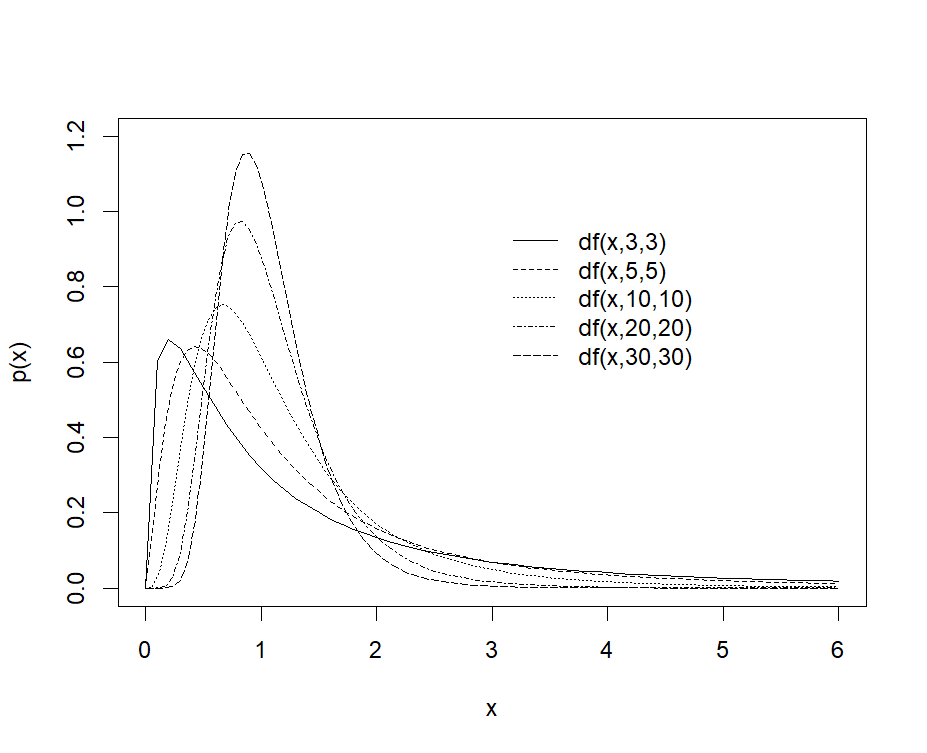 p(x)
1.2
1.0
0.8
0.6
0.4
0.2
0.0
df(x,3,3)
df(x,5,5)
df(x,10,10)
df(x,20,20)
df(x,30,30)
0 1 2 3 4 5 6
x